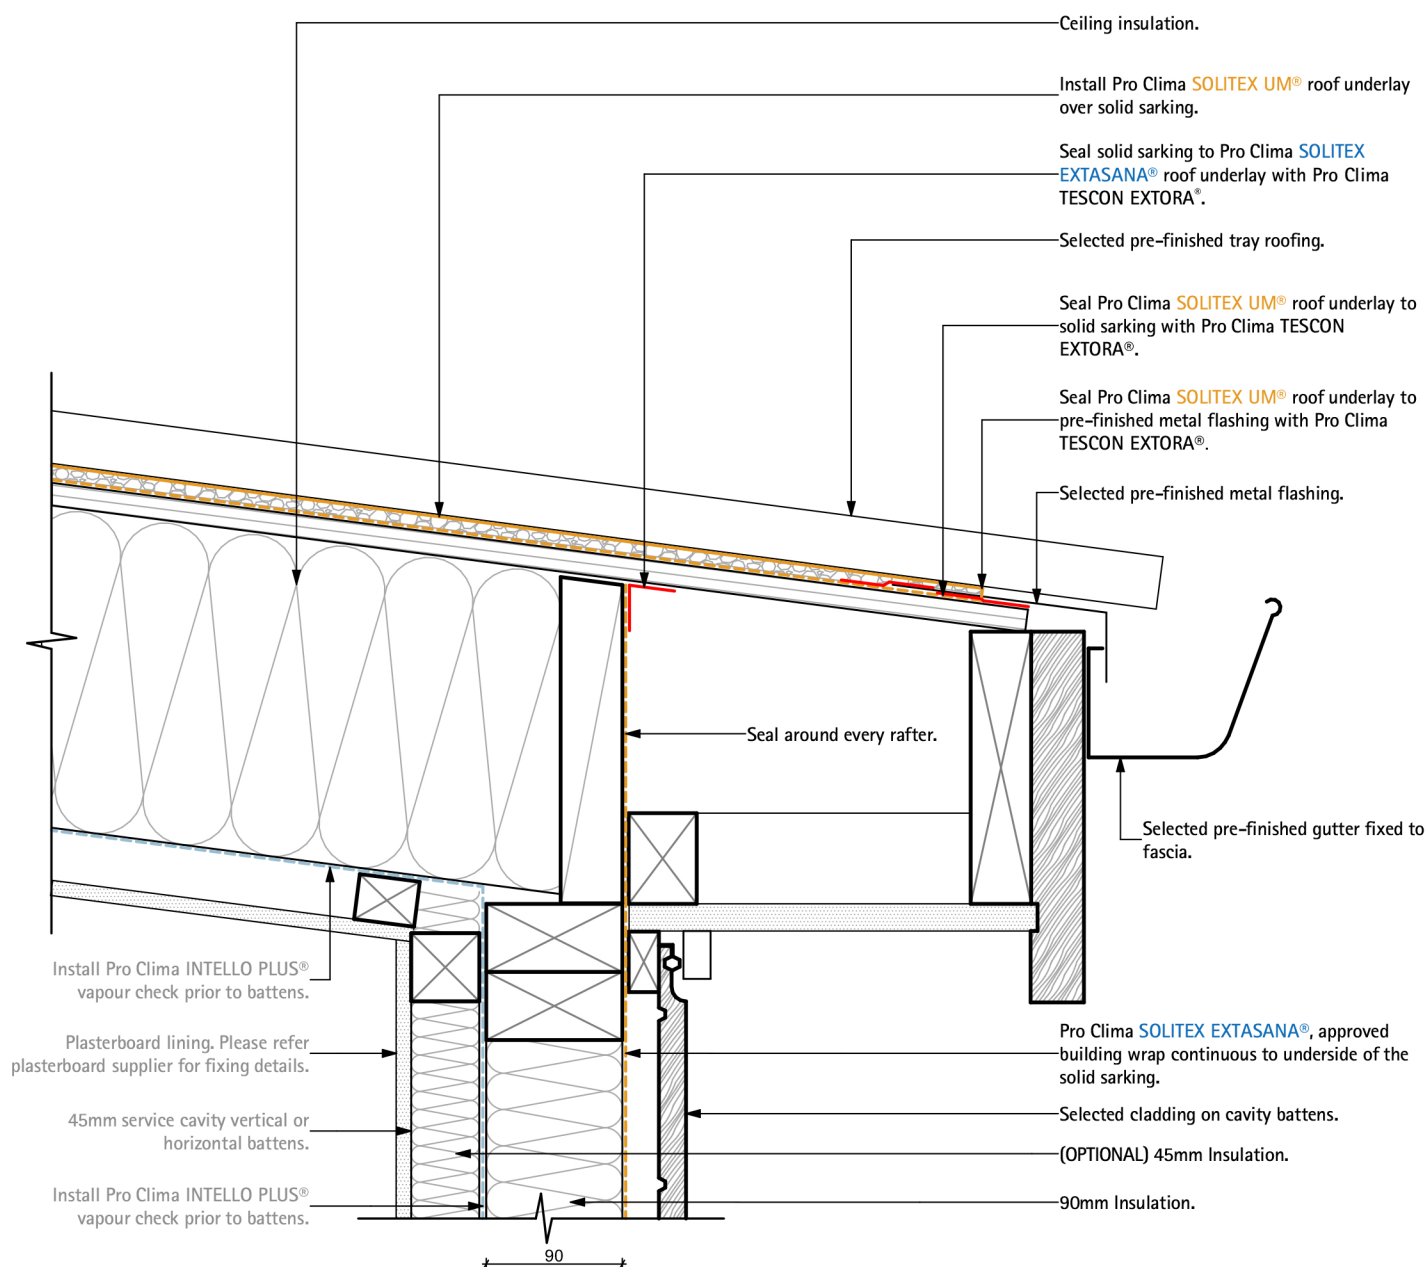 Ceiling insulation.
Install Pro Clima SOLITEX UM® roof underlay
over solid sarking.
Seal solid sarking to Pro Clima SOLITEX
EXTASANA® roof underlay with Pro Clima
TESCON EXTORA®.
Selected pre-finished tray roofing.
Seal Pro Clima SOLITEX UM® roof underlay to
solid sarking with Pro Clima TESCON
EXTORA®.
Seal Pro Clima SOLITEX UM® roof underlay to
pre-finished metal flashing with Pro Clima
TESCON EXTORA®.
Selected pre-finished metal flashing.
Seal around every rafter.
Selected pre-finished gutter fixed to
fascia.
Install Pro Clima INTELLO PLUS®
vapour check prior to battens.
Plasterboard lining. Please refer
plasterboard supplier for fixing details.
45mm service cavity vertical or
horizontal battens.
Install Pro Clima INTELLO PLUS®
vapour check prior to battens.
Pro Clima SOLITEX EXTASANA®, approved
building wrap continuous to underside of the
solid sarking.
Selected cladding on cavity battens.
(OPTIONAL) 45mm Insulation.
90mm Insulation.
90